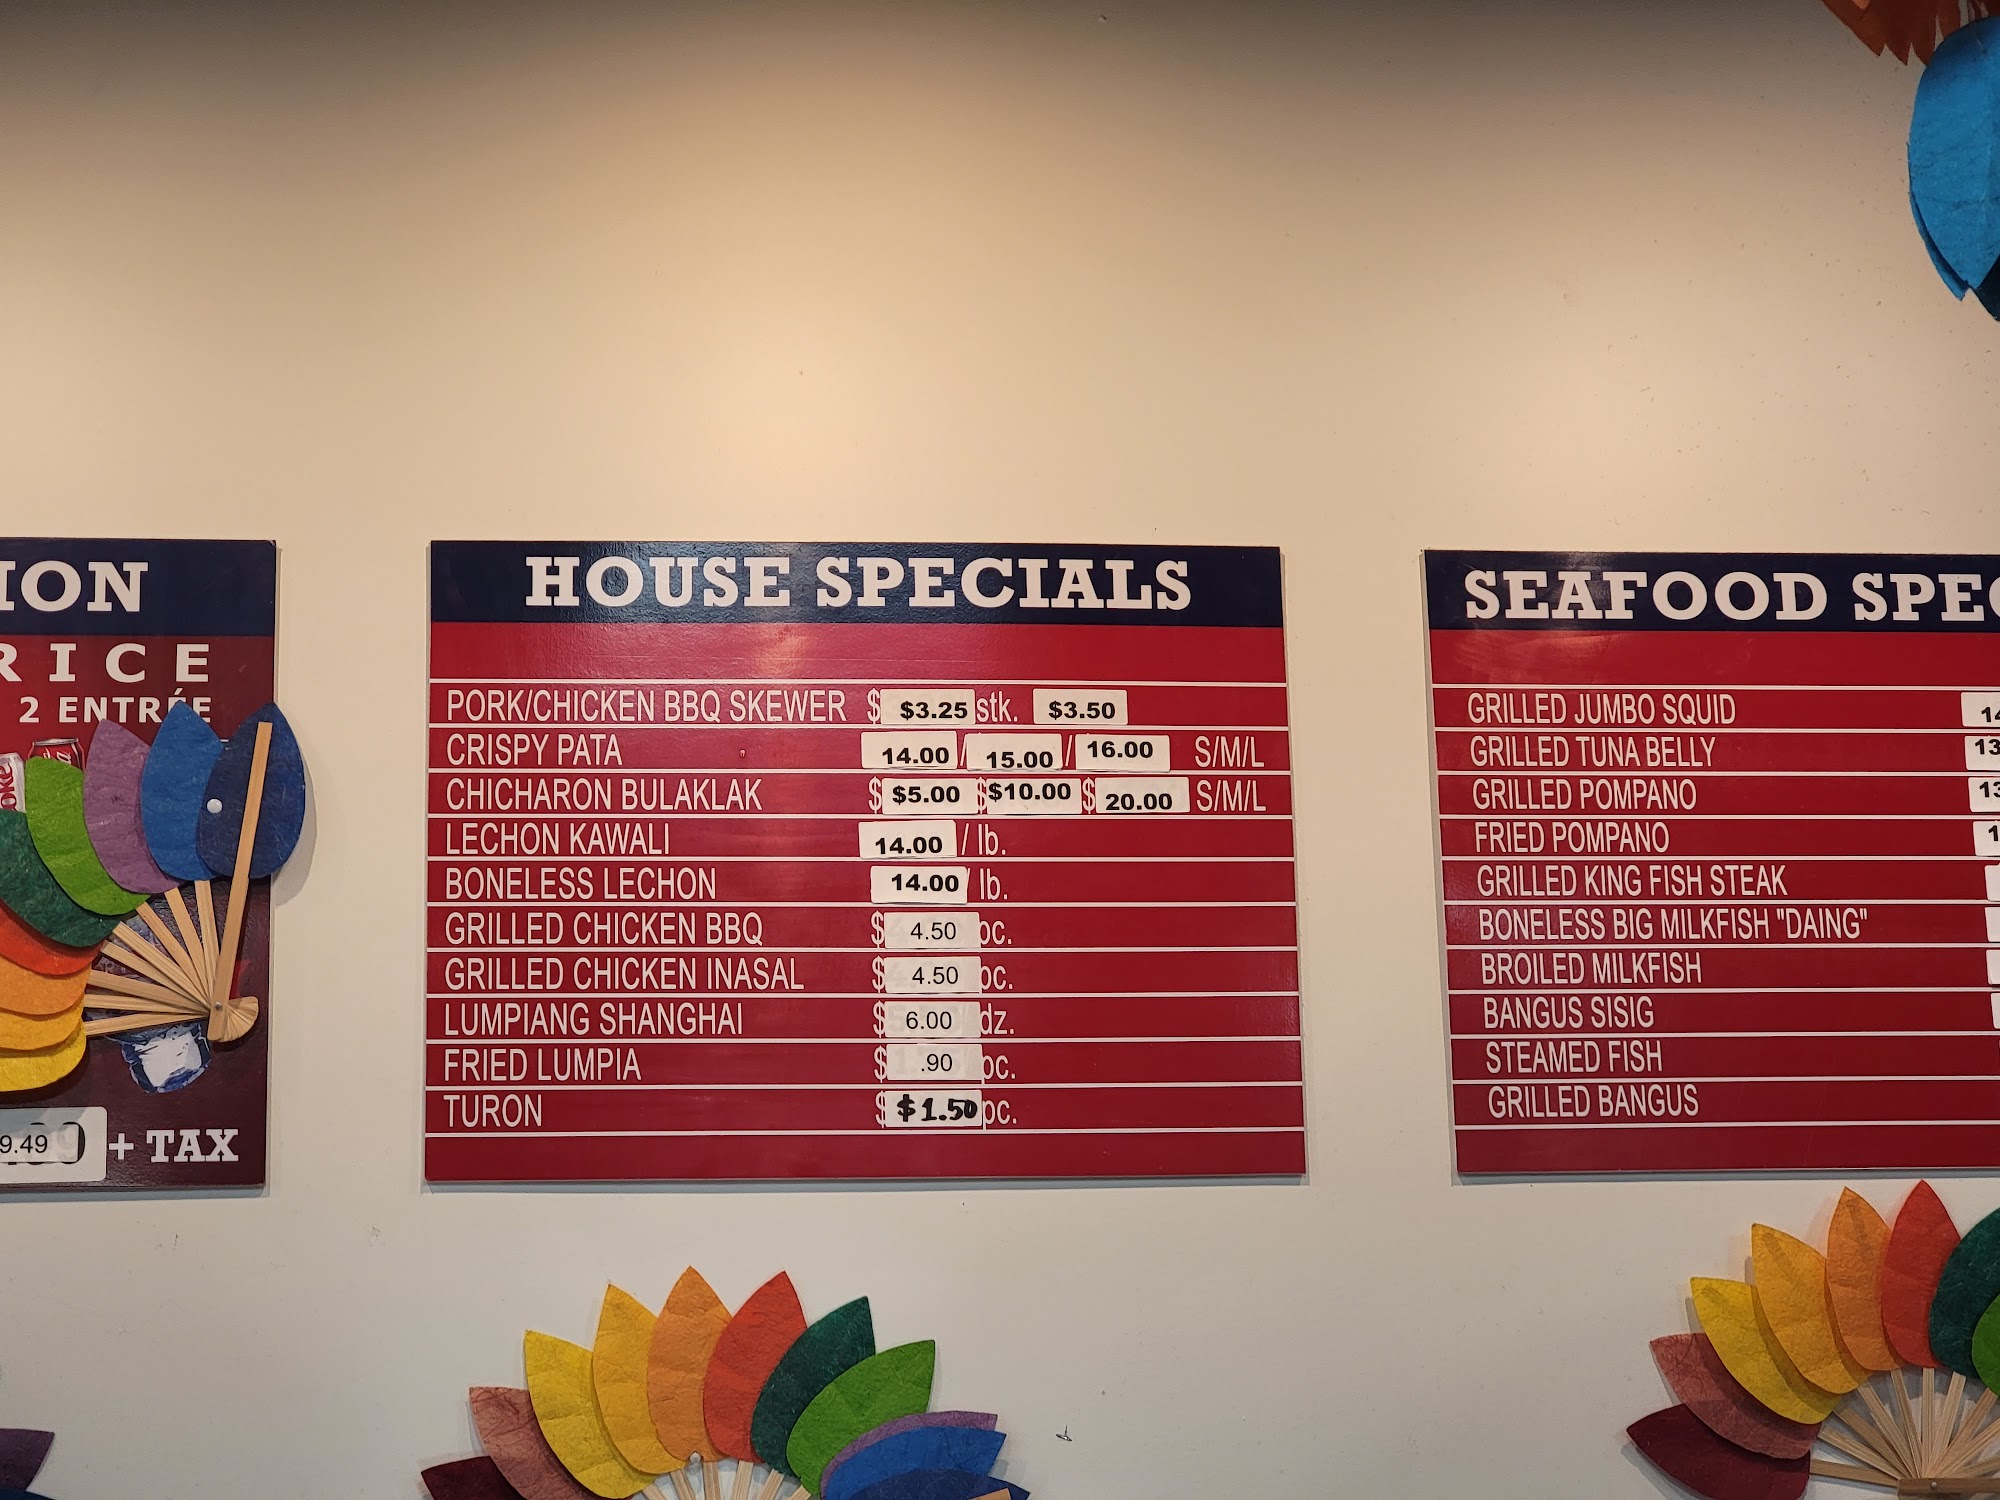 ION
RICE
2 ENTRÉE
9.49 + TAX
HOUSE SPECIALS
PORK/CHICKEN BBQ SKEWER $ $3.25 stk. $3.50
CRISPY PATA 14.00 / 15.00 / 16.00 S/M/L
CHICHARON BULAKLAK $ $5.00 $ $10.00 $ 20.00 S/M/L
LECHON KAWALI 14.00 / lb.
BONELESS LECHON 14.00 / lb.
GRILLED CHICKEN BBQ $ 4.50 pc.
GRILLED CHICKEN INASAL $ 4.50 pc.
LUMPIANG SHANGHAI $ 6.00 dz.
FRIED LUMPIA $ .90 pc.
TURON $ $1.50 pc.
SEAFOOD SPEC
GRILLED JUMBO SQUID 14
GRILLED TUNA BELLY 13
GRILLED POMPANO 13
FRIED POMPANO 1
GRILLED KING FISH STEAK
BONELESS BIG MILKFISH "DAING"
BROILED MILKFISH
BANGUS SISIG
STEAMED FISH
GRILLED BANGUS